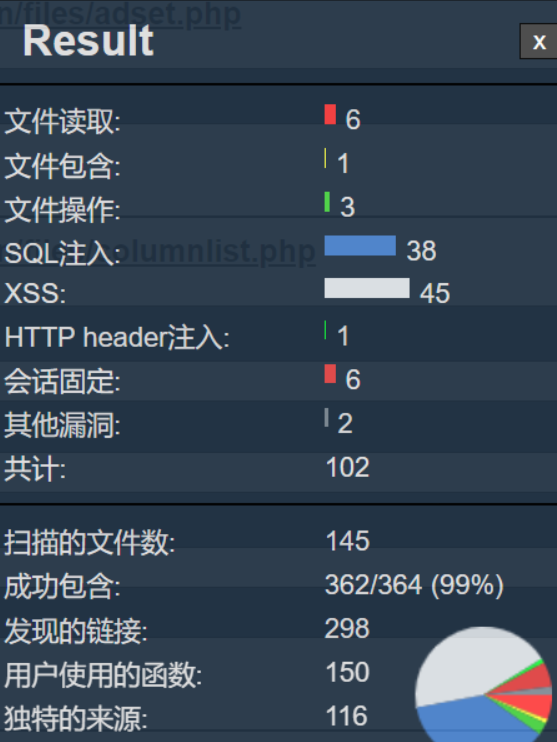 n/files/adset.php
Result
x
文件读取: 6
文件包含: 1
文件操作: 3
columnlist.php
SQL注入: 38
XSS: 45
HTTP header注入: 1
会话固定: 6
其他漏洞: 2
共计: 102
扫描的文件数: 145
成功包含: 362/364 (99%)
发现的链接: 298
用户使用的函数: 150
独特的来源: 116